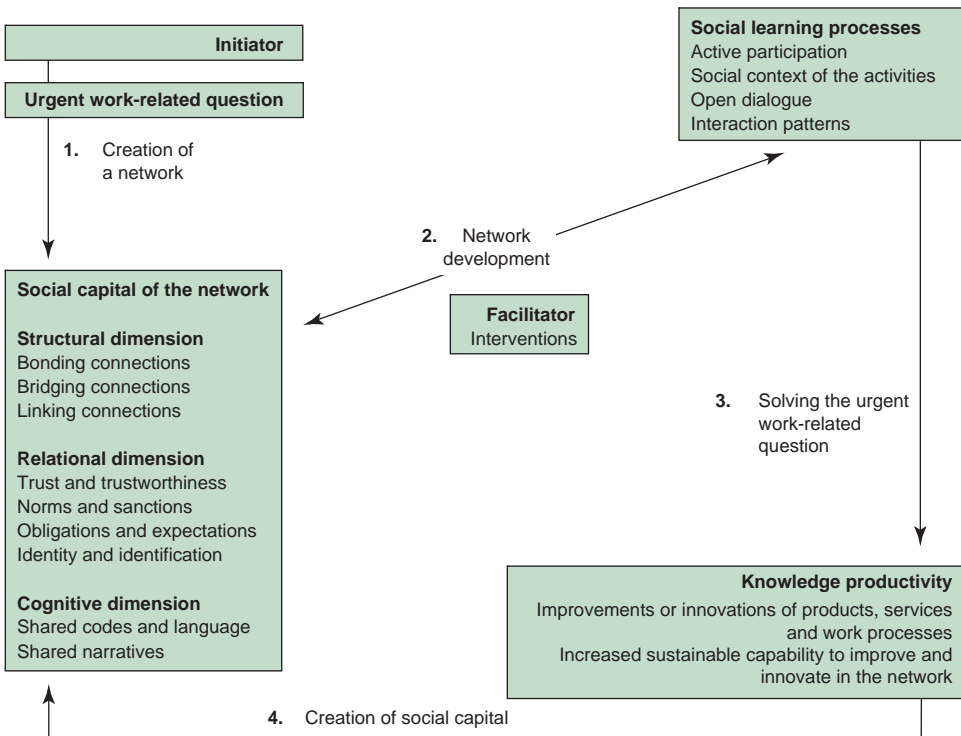 Initiator
Urgent work-related question
1. Creation of
a network
Social learning processes
Active participation
Social context of the activities
Open dialogue
Interaction patterns
2. Network
development
Social capital of the network
Structural dimension
Bonding connections
Bridging connections
Linking connections
Relational dimension
Trust and trustworthiness
Norms and sanctions
Obligations and expectations
Identity and identification
Cognitive dimension
Shared codes and language
Shared narratives
Facilitator
Interventions
3. Solving the urgent
work-related
question
Knowledge productivity
Improvements or innovations of products, services
and work processes
Increased sustainable capability to improve and
innovate in the network
4. Creation of social capital